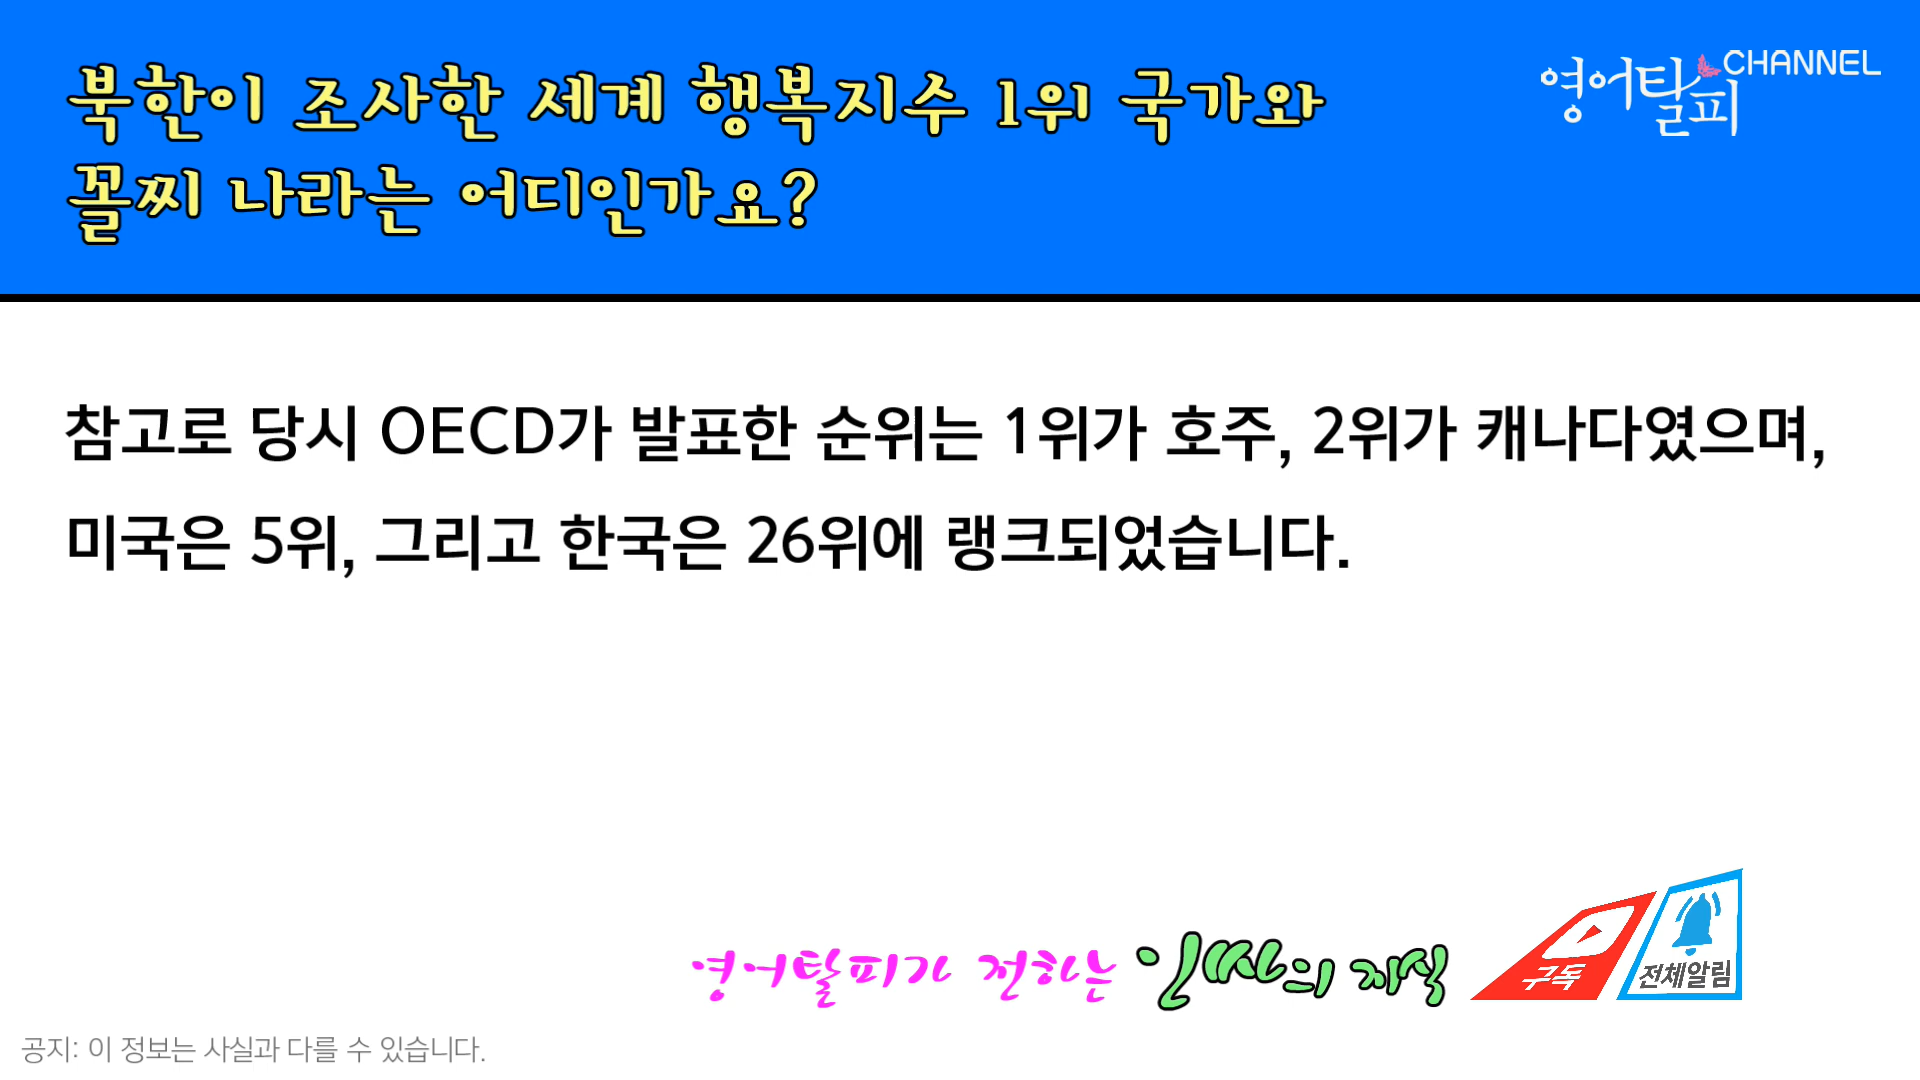 북한이 조사한 세계 행복지수 1위 국가와
꼴찌 나라는 어디인가요?
영어탈피 CHANNEL
참고로 당시 OECD가 발표한 순위는 1위가 호주, 2위가 캐나다였으며,
미국은 5위, 그리고 한국은 26위에 랭크되었습니다.
영어탈피가 전하는 인싸의 지식
구독
전체알림
공지: 이 정보는 사실과 다를 수 있습니다.